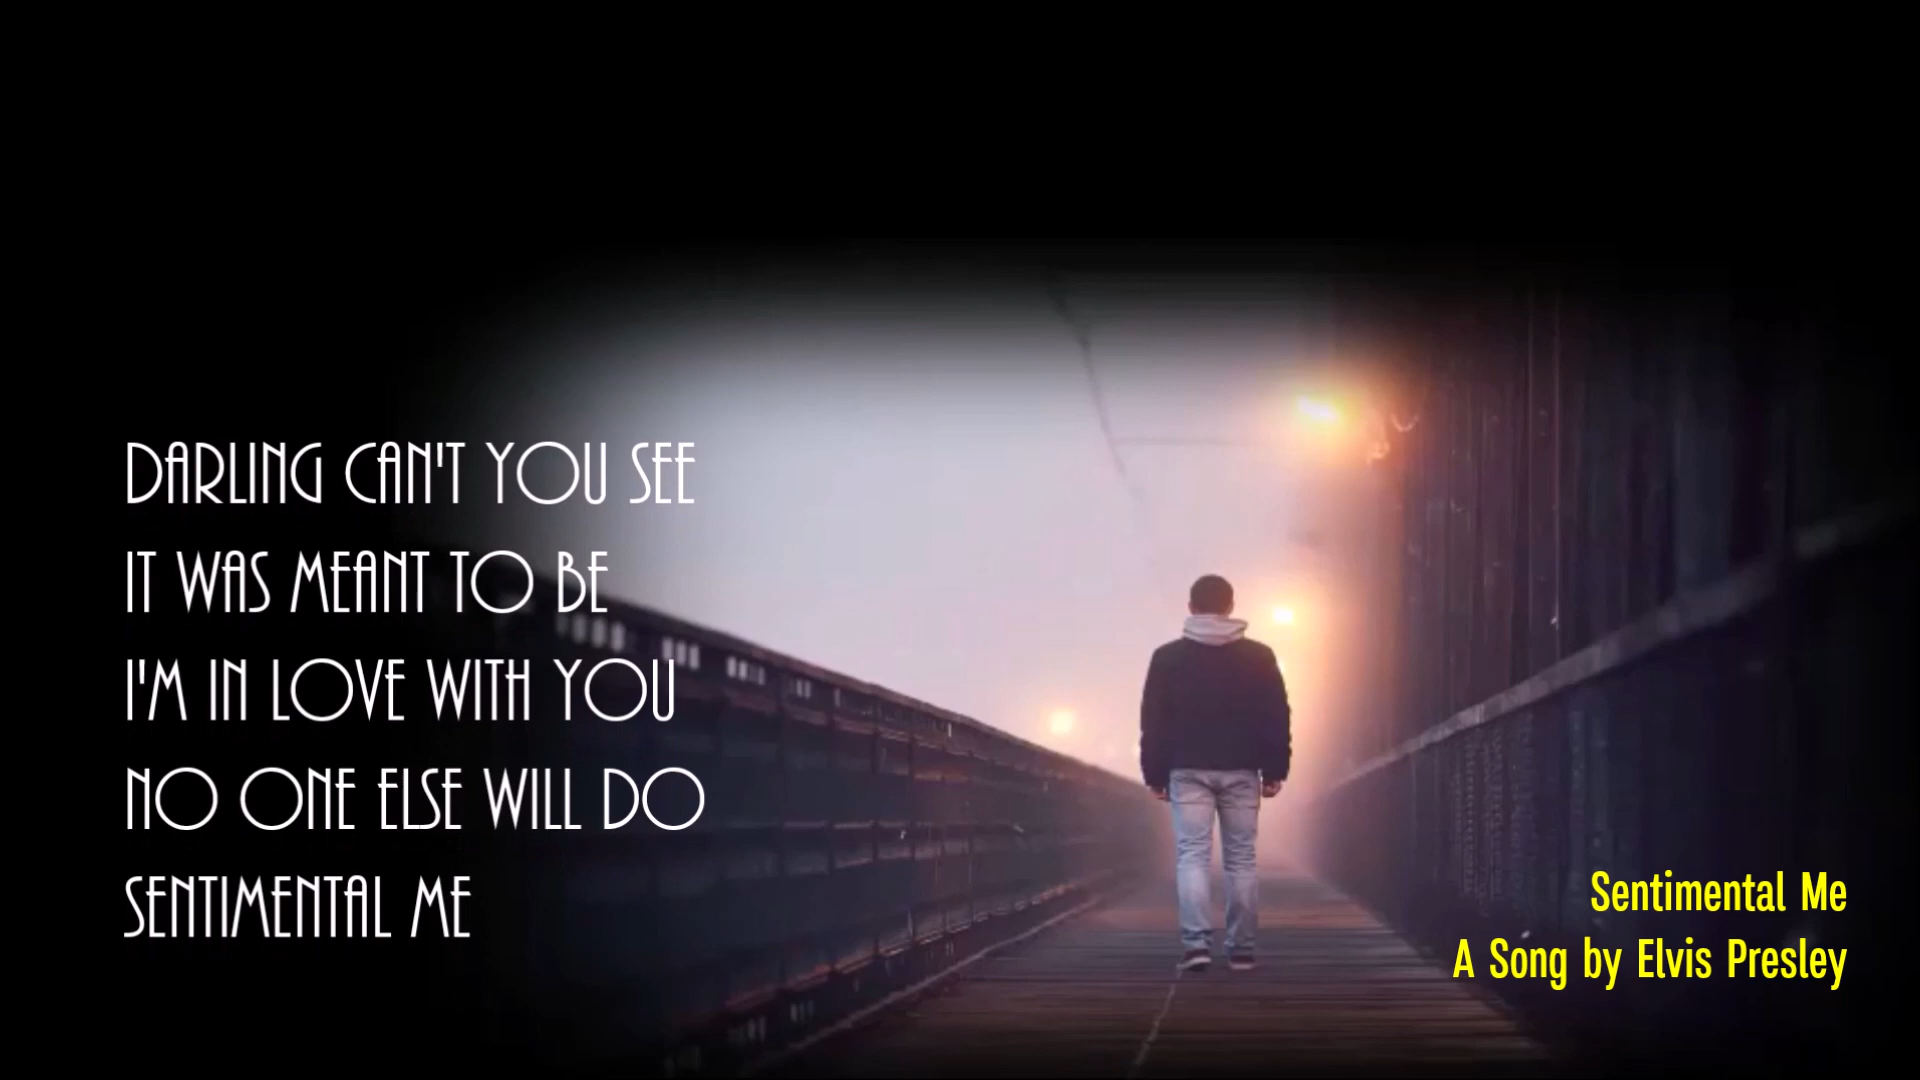 DARLING CAN'T YOU SEE
IT WAS MEANT TO BE
I'M IN LOVE WITH YOU
NO ONE ELSE WILL DO
SENTIMENTAL ME
Sentimental Me
A Song by Elvis Presley